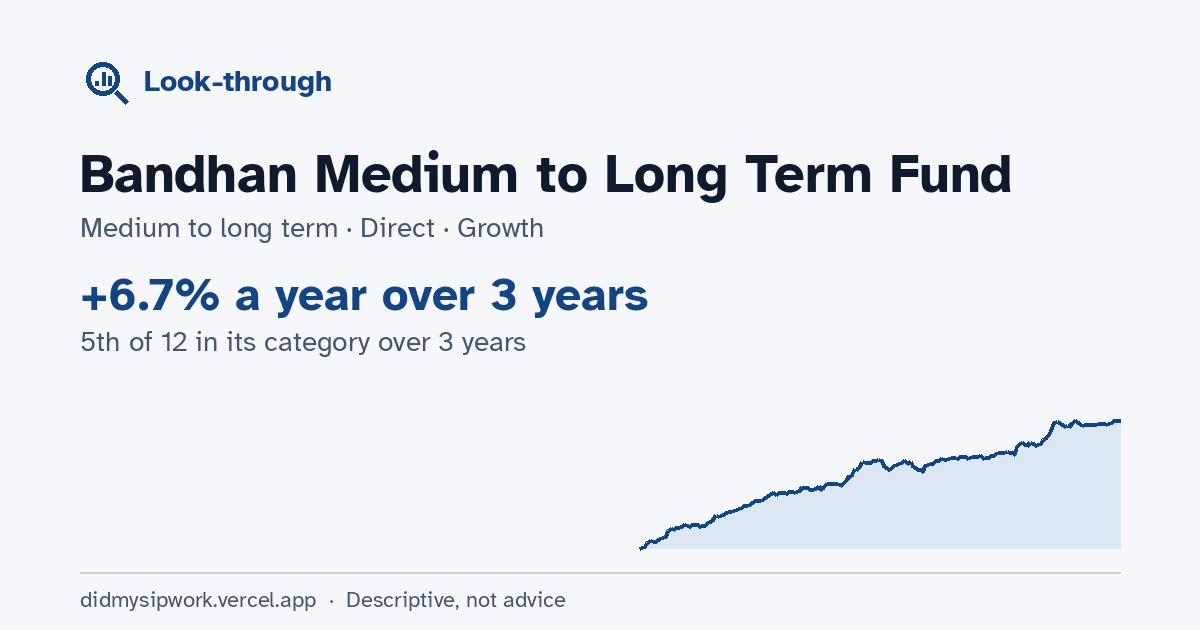 Look-through
Bandhan Medium to Long Term Fund
Medium to long term · Direct · Growth
+6.7% a year over 3 years
5th of 12 in its category over 3 years
didmysipwork.vercel.app · Descriptive, not advice